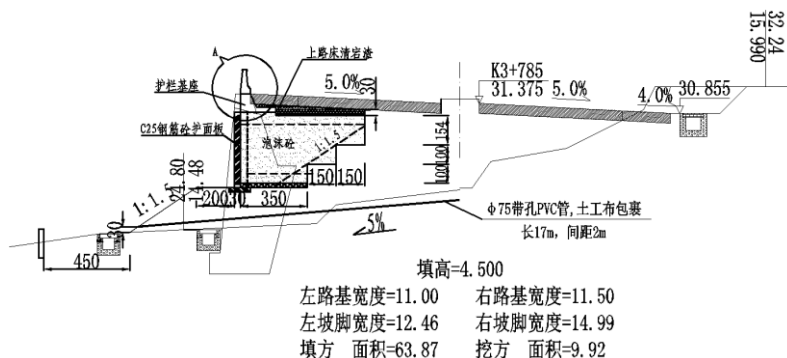 A
上路床清岩渣
护栏基座
5.0%
30
K3+785
31.375
5.0%
4.0%
30.855
32.24
15.990
C25钢筋砼护面板
泡沫砼
1:1.5
154
100
100
150
150
24.80
14.48
1:1.5
20030
350
5%
450
φ75带孔PVC管,土工布包裹
长17m,间距2m
填高=4.500
左路基宽度=11.00 右路基宽度=11.50
左坡脚宽度=12.46 右坡脚宽度=14.99
填方 面积=63.87 挖方 面积=9.92